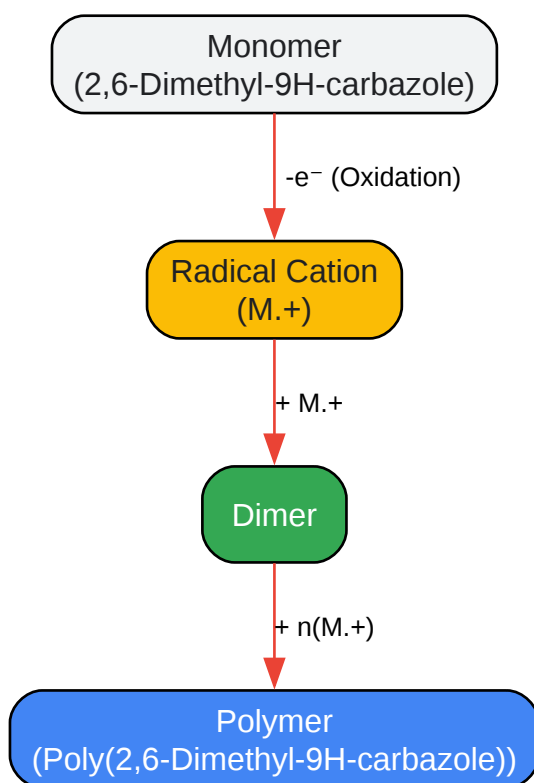 Monomer
(2,6-Dimethyl-9H-carbazole)
-e⁻ (Oxidation)
Radical Cation
(M.+)
+ M.+
Dimer
+ n(M.+)
Polymer
(Poly(2,6-Dimethyl-9H-carbazole))